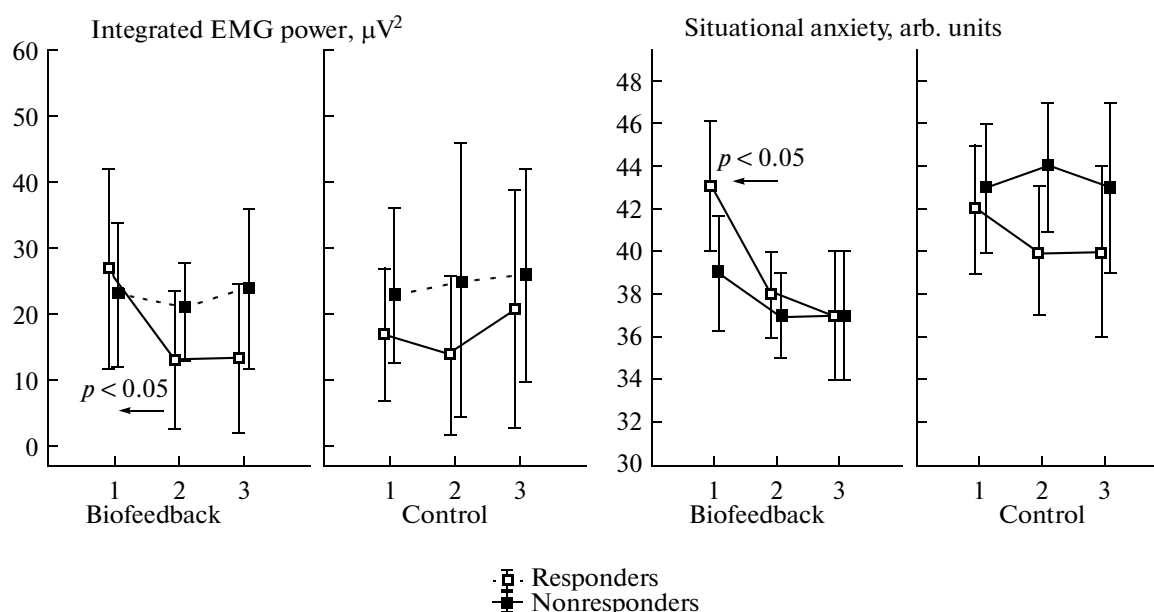 Integrated EMG power, μV²
60
50
40
30
20
10
0
p < 0.05
1 2 3
Biofeedback
1 2 3
Control
Situational anxiety, arb. units
48
46
44
42
40
38
36
34
32
30
p < 0.05
1 2 3
Biofeedback
1 2 3
Control
Responders
Nonresponders